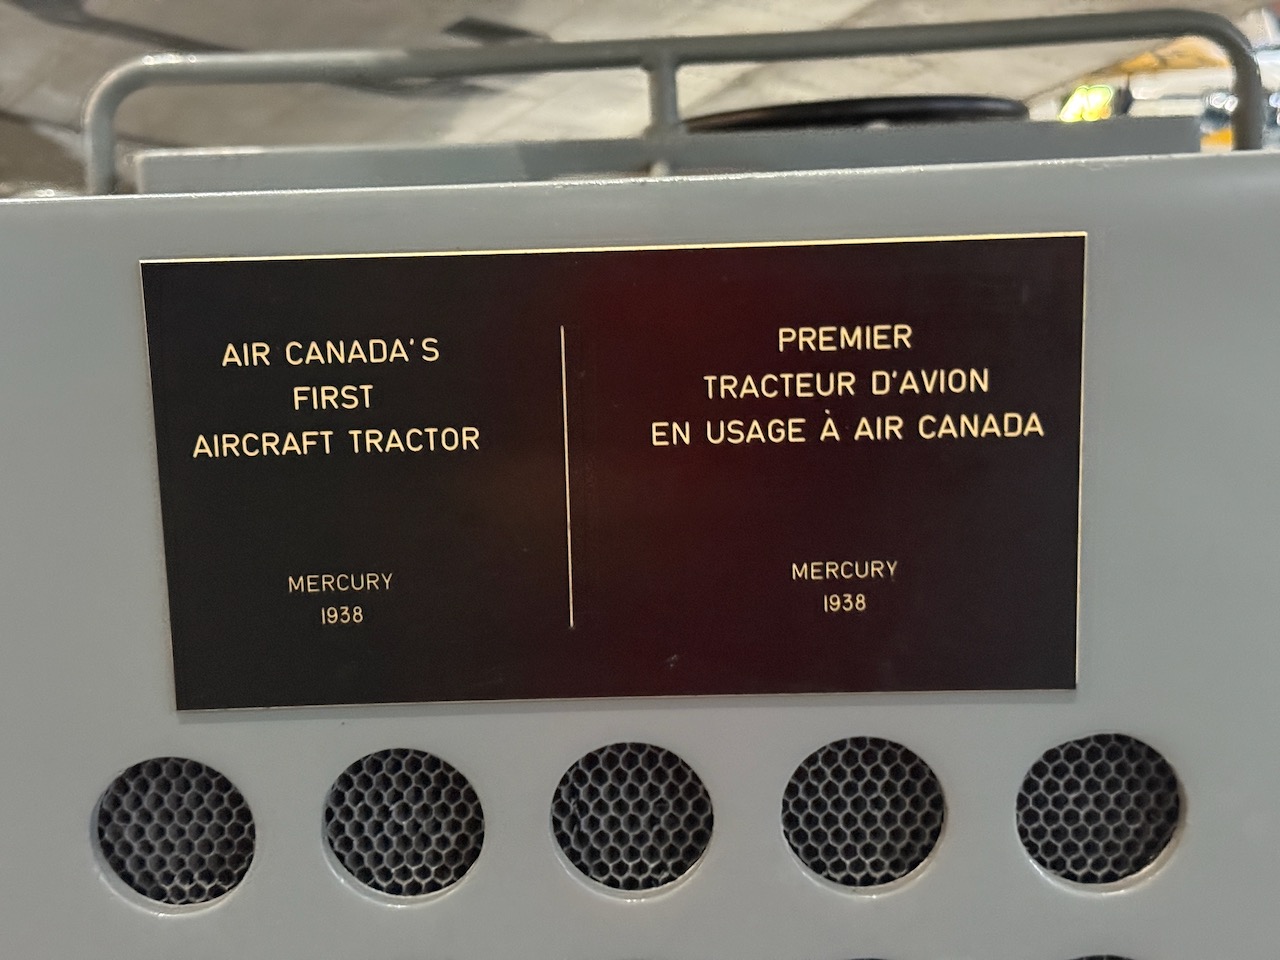 AIR CANADA'S
FIRST
AIRCRAFT TRACTOR
MERCURY
1938
PREMIER
TRACTEUR D'AVION
EN USAGE À AIR CANADA
MERCURY
1938